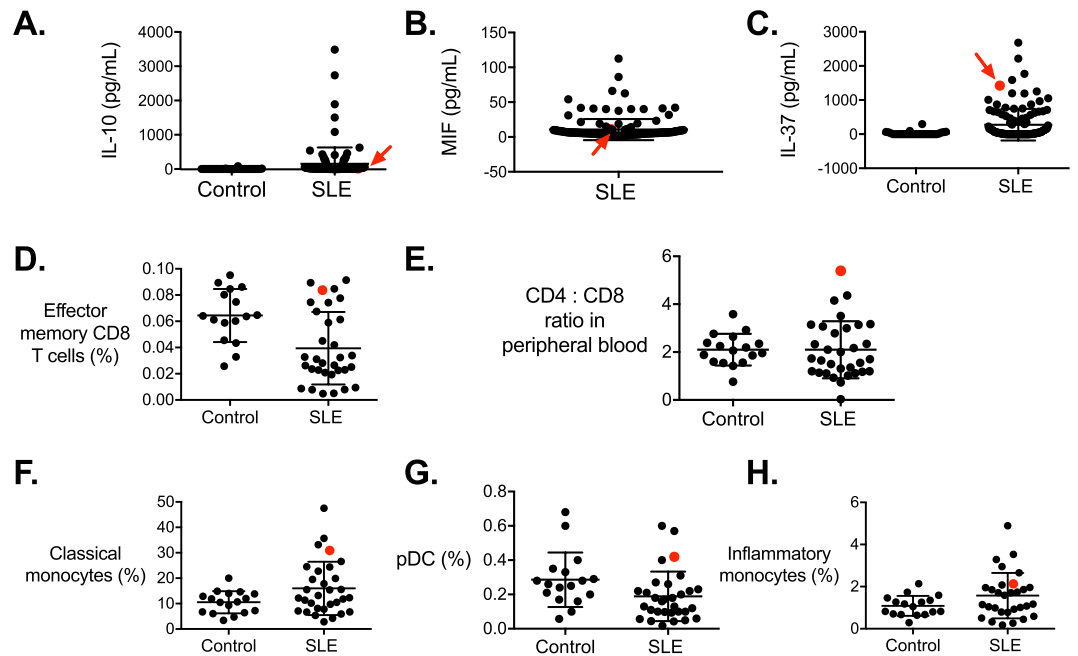 A.
IL-10 (pg/mL)
4000
3000
2000
1000
0
Control
SLE
B.
MIF (pg/mL)
150
100
50
0
-50
SLE
C.
IL-37 (pg/mL)
3000
2000
1000
0
-1000
Control
SLE
D.
Effector
memory CD8
T cells (%)
0.10
0.08
0.06
0.04
0.02
0.00
Control
SLE
E.
CD4 : CD8
ratio in
peripheral blood
6
4
2
0
Control
SLE
F.
Classical
monocytes (%)
50
40
30
20
10
0
Control
SLE
G.
pDC (%)
0.8
0.6
0.4
0.2
0.0
Control
SLE
H.
Inflammatory
monocytes (%)
6
4
2
0
Control
SLE